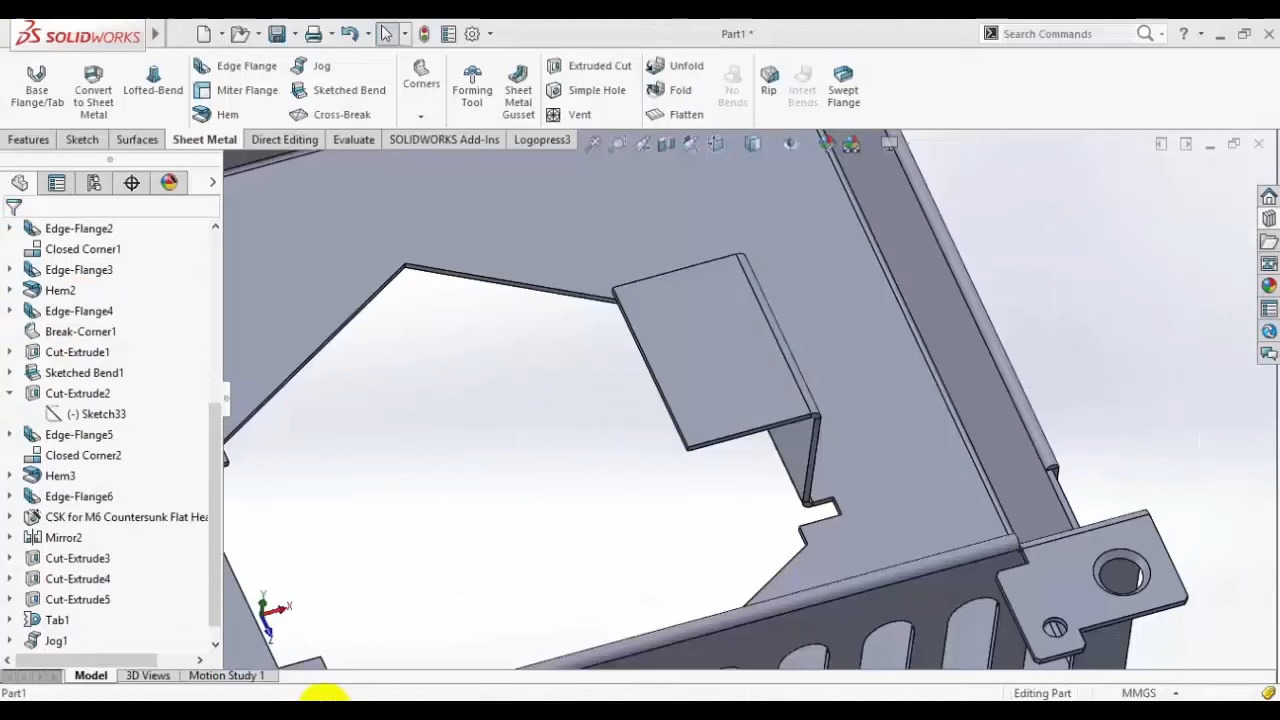 SOLIDWORKS
Part1 *
Search Commands
Base
Flange/Tab
Convert
to Sheet
Metal
Lofted-Bend
Edge Flange
Miter Flange
Hem
Jog
Sketched Bend
Cross-Break
Corners
Forming
Tool
Sheet
Metal
Gusset
Extruded Cut
Simple Hole
Vent
Unfold
Fold
Flatten
No
Bends
Rip
Insert
Bends
Swept
Flange
Features
Sketch
Surfaces
Sheet Metal
Direct Editing
Evaluate
SOLIDWORKS Add-Ins
Logopress3
Edge-Flange2
Closed Corner1
Edge-Flange3
Hem2
Edge-Flange4
Break-Corner1
Cut-Extrude1
Sketched Bend1
Cut-Extrude2
(-) Sketch33
Edge-Flange5
Closed Corner2
Hem3
Edge-Flange6
CSK for M6 Countersunk Flat Hea
Mirror2
Cut-Extrude3
Cut-Extrude4
Cut-Extrude5
Tab1
Jog1
Y
X
Z
Model
3D Views
Motion Study 1
Part1
Editing Part
MMGS